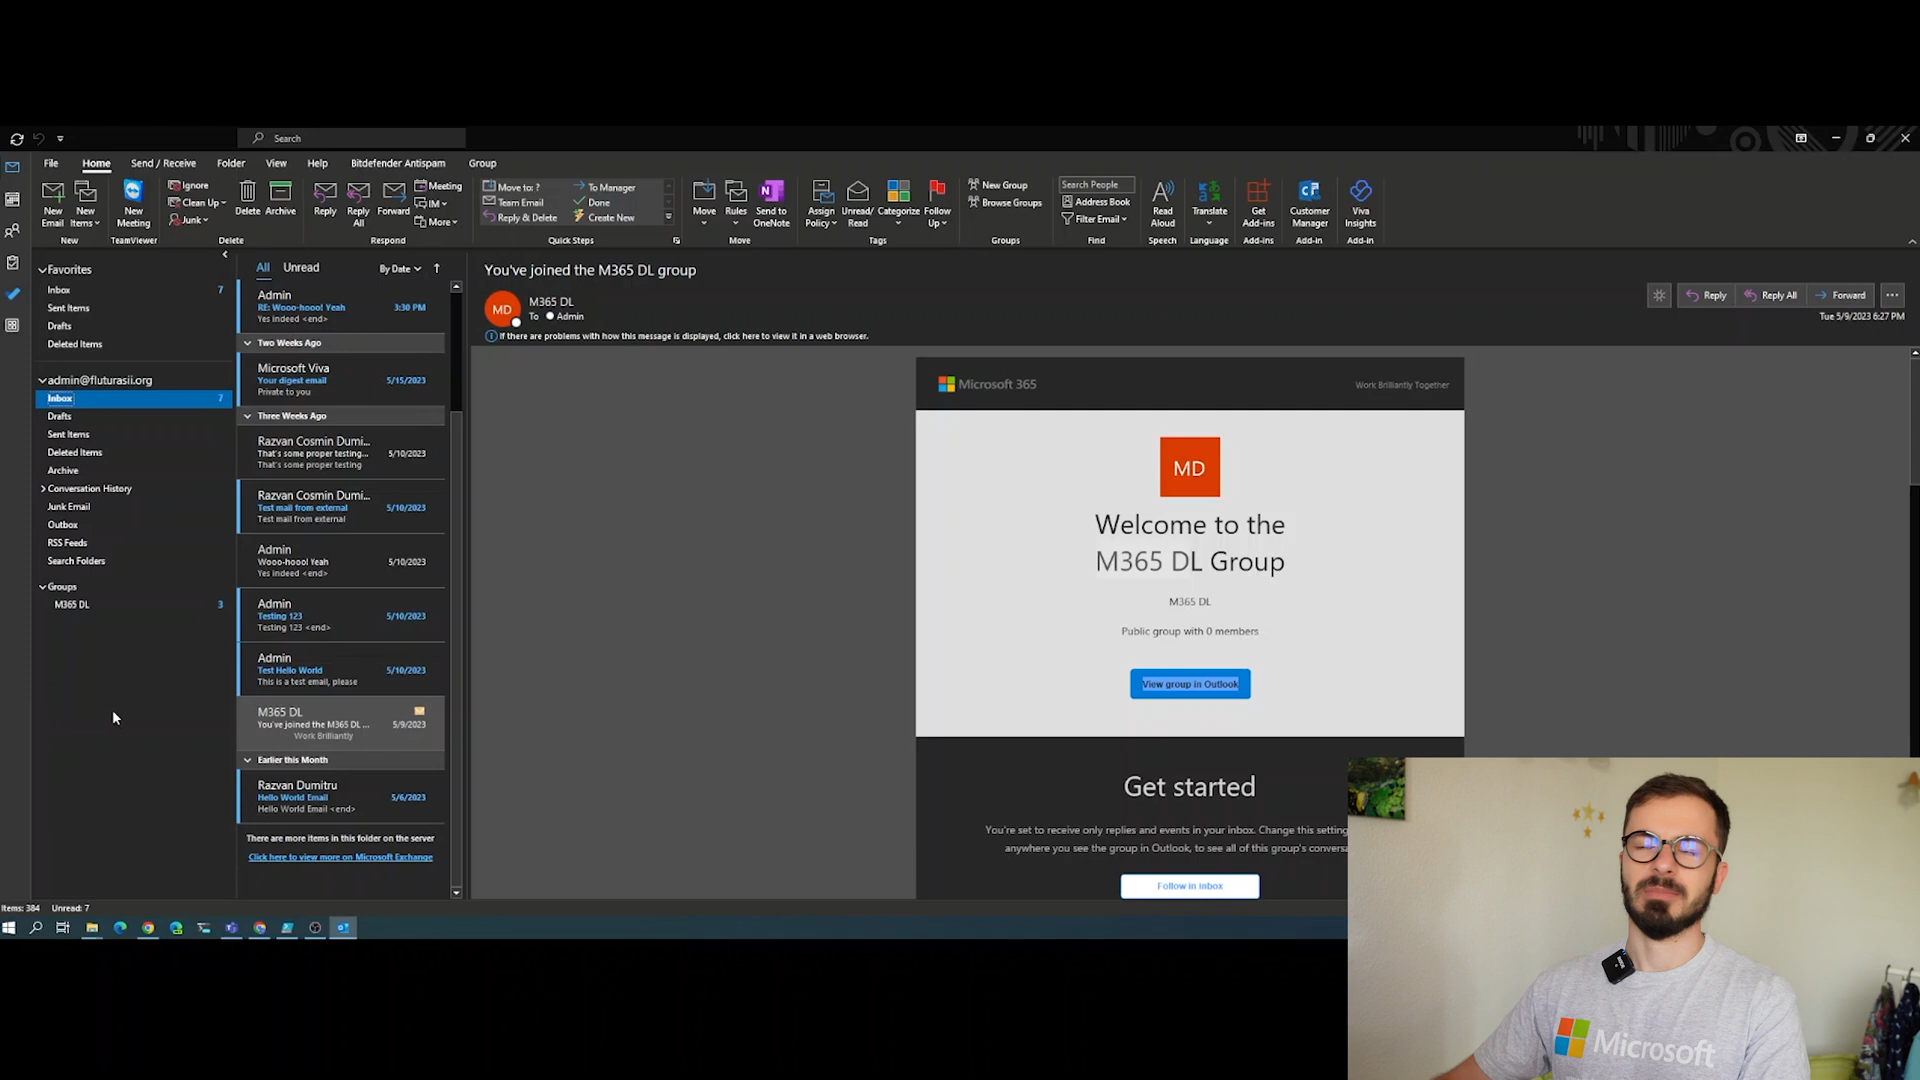 Search
File Home Send / Receive Folder View Help Bitdefender Antispam Group
New Email
New Items
New
New Meeting
TeamViewer
Ignore
Clean Up
Junk
Delete
Archive
Delete
Reply
Reply All
Forward
Meeting
IM
More
Respond
Move to: ?
Team Email
Reply & Delete
To Manager
Done
Create New
Quick Steps
Move
Rules
Send to OneNote
Move
Assign Policy
Unread/ Read
Categorize
Follow Up
Tags
New Group
Browse Groups
Groups
Search People
Address Book
Filter Email
Find
Read Aloud
Speech
Translate
Language
Get Add-ins
Add-ins
Customer Manager
Add-in
Viva Insights
Add-in
Favorites
Inbox 7
Sent Items
Drafts
Deleted Items
admin@fluturasii.org
Inbox 7
Drafts
Sent Items
Deleted Items
Archive
Conversation History
Junk Email
Outbox
RSS Feeds
Search Folders
Groups
M365 DL 3
All Unread By Date
Admin
RE: Wooo-hooo! Yeah 3:30 PM
Yes indeed <end>
Two Weeks Ago
Microsoft Viva
Your digest email 5/15/2023
Private to you
Three Weeks Ago
Razvan Cosmin Dumi...
That's some proper testing... 5/10/2023
That's some proper testing
Razvan Cosmin Dumi...
Test mail from external 5/10/2023
Test mail from external
Admin
Wooo-hooo! Yeah 5/10/2023
Yes indeed <end>
Admin
Testing 123 5/10/2023
Testing 123 <end>
Admin
Test Hello World 5/10/2023
This is a test email, please
M365 DL
You've joined the M365 DL ... 5/9/2023
Work Brilliantly
Earlier this Month
Razvan Dumitru
Hello World Email 5/6/2023
Hello World Email <end>
There are more items in this folder on the server
Click here to view more on Microsoft Exchange
You've joined the M365 DL group
MD
M365 DL
To Admin
If there are problems with how this message is displayed, click here to view it in a web browser.
Reply Reply All Forward
Tue 5/9/2023 6:27 PM
Microsoft 365
Work Brilliantly Together
MD
Welcome to the
M365 DL Group
M365 DL
Public group with 0 members
View group in Outlook
Get started
You're set to receive only replies and events in your inbox. Change this setting
anywhere you see the group in Outlook, to see all of this group's conversa
Follow in inbox
Items: 384 Unread: 7
Microsoft